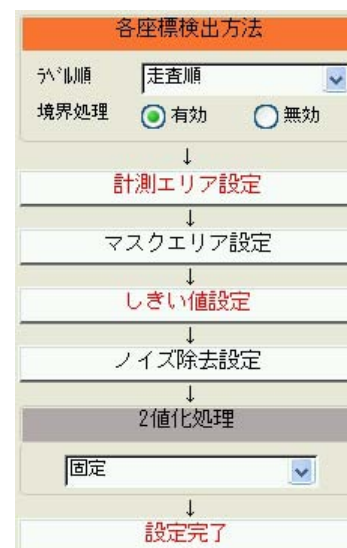 各座標検出方法
ﾗﾍﾞﾙ順 走査順
境界処理 有効 無効
↓
計測エリア設定
↓
マスクエリア設定
↓
しきい値設定
↓
ノイズ除去設定
↓
2値化処理
固定
↓
設定完了